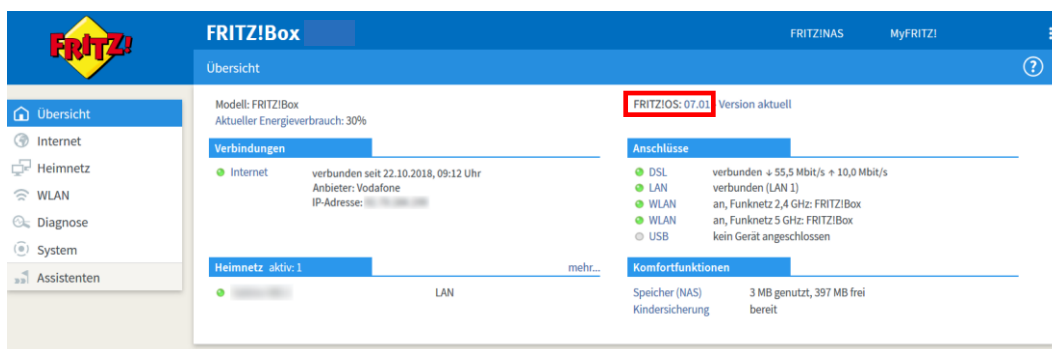 FRITZ!
FRITZ!Box
FRITZ!NAS
MyFRITZ!
Übersicht
Übersicht
Internet
Heimnetz
WLAN
Diagnose
System
Assistenten
Modell: FRITZ!Box
Aktueller Energieverbrauch: 30%
FRITZ!OS: 07.01 Version aktuell
Verbindungen
Internet verbunden seit 22.10.2018, 09:12 Uhr
Anbieter: Vodafone
IP-Adresse:
Anschlüsse
DSL verbunden ↓ 55,5 Mbit/s ↑ 10,0 Mbit/s
LAN verbunden (LAN 1)
WLAN an, Funknetz 2,4 GHz: FRITZ!Box
WLAN an, Funknetz 5 GHz: FRITZ!Box
USB kein Gerät angeschlossen
Heimnetz aktiv: 1 mehr...
LAN
Komfortfunktionen
Speicher (NAS) 3 MB genutzt, 397 MB frei
Kindersicherung bereit